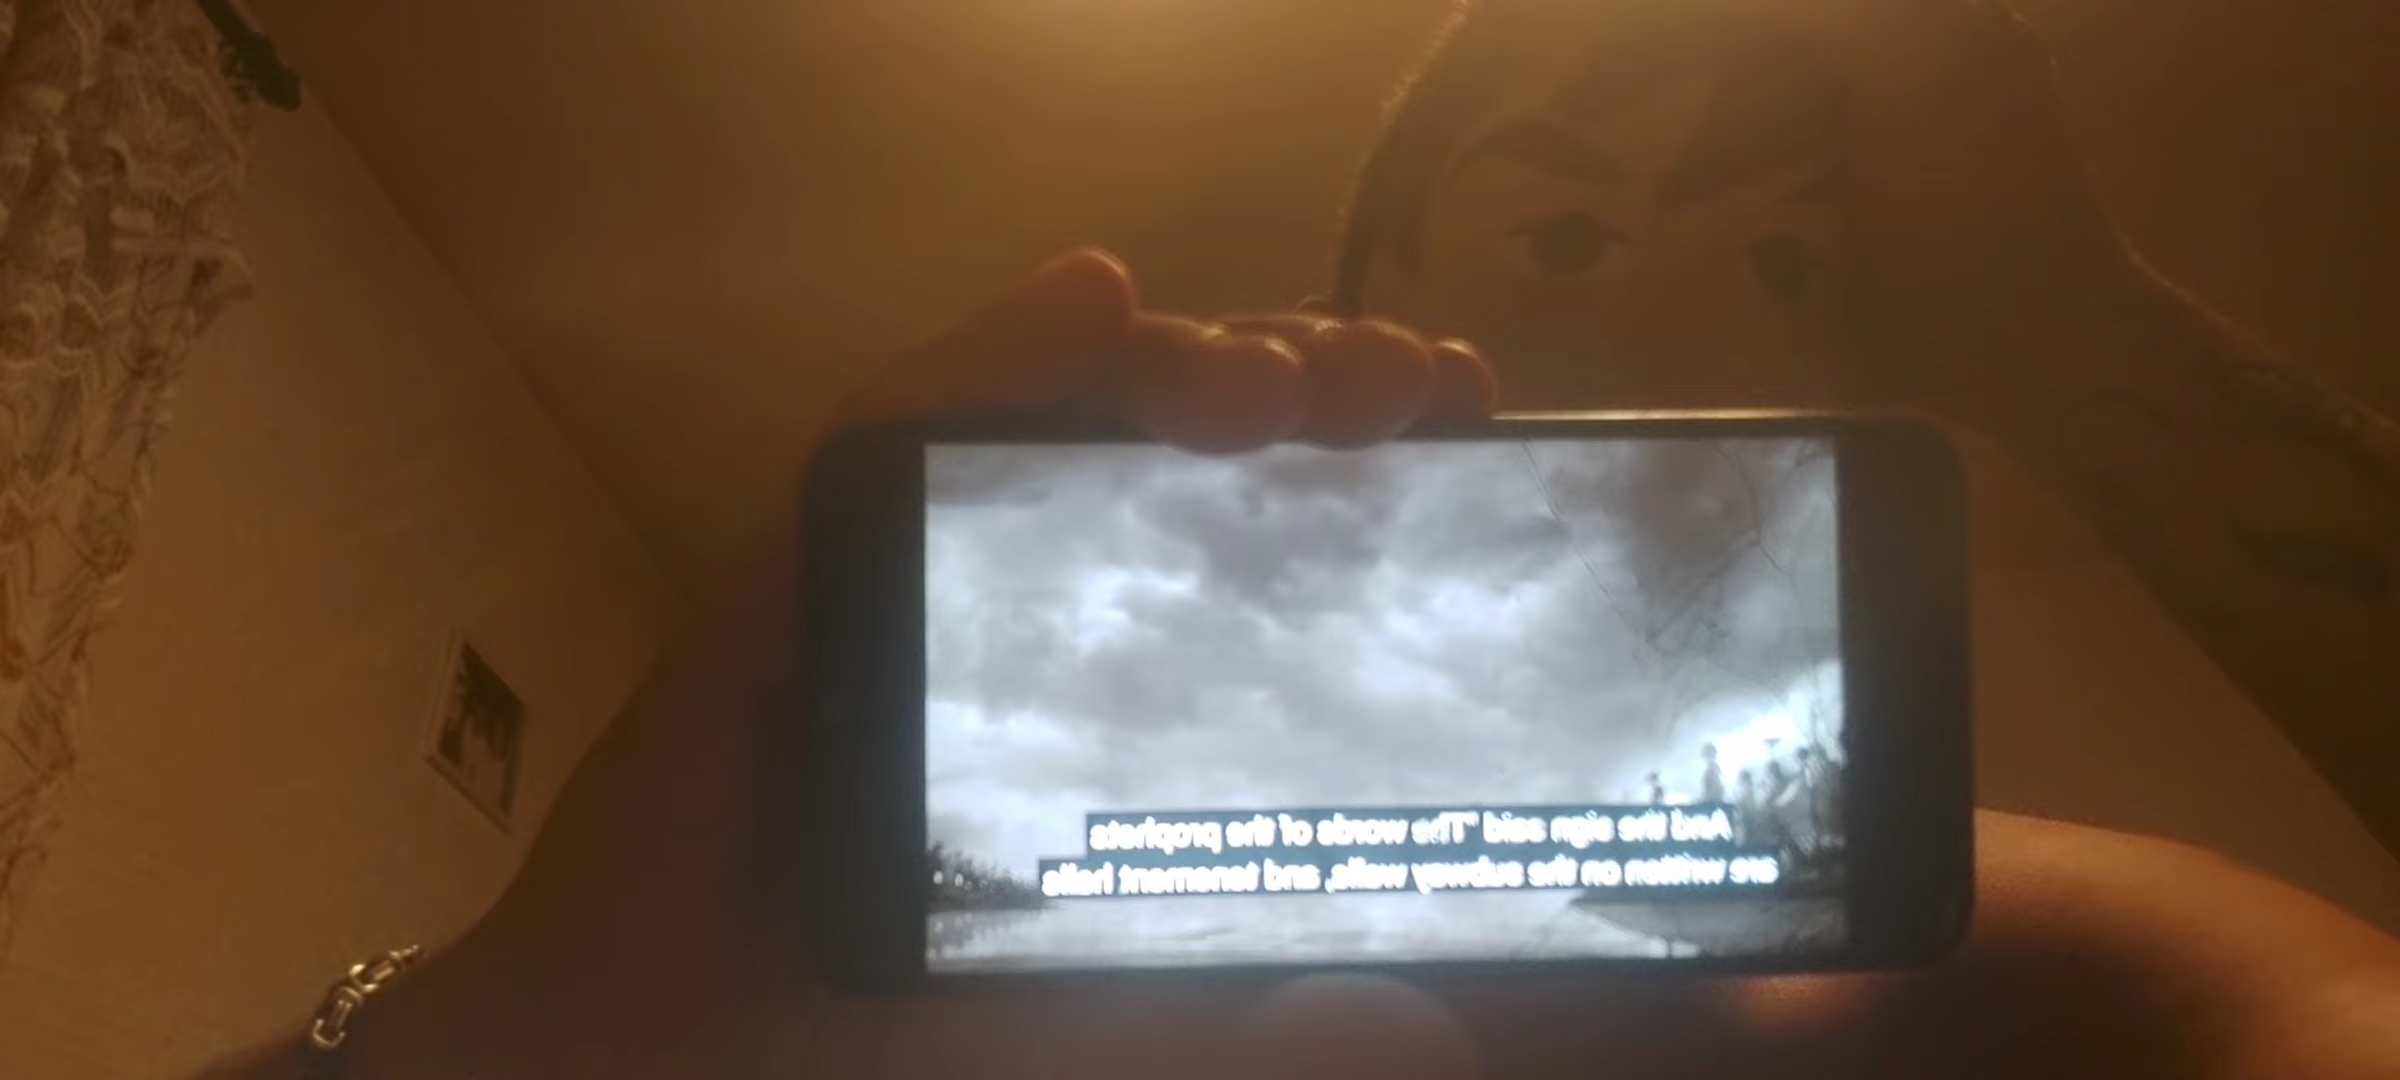 And the sign said "The words of the prophets
are written on the subway walls, and tenement halls